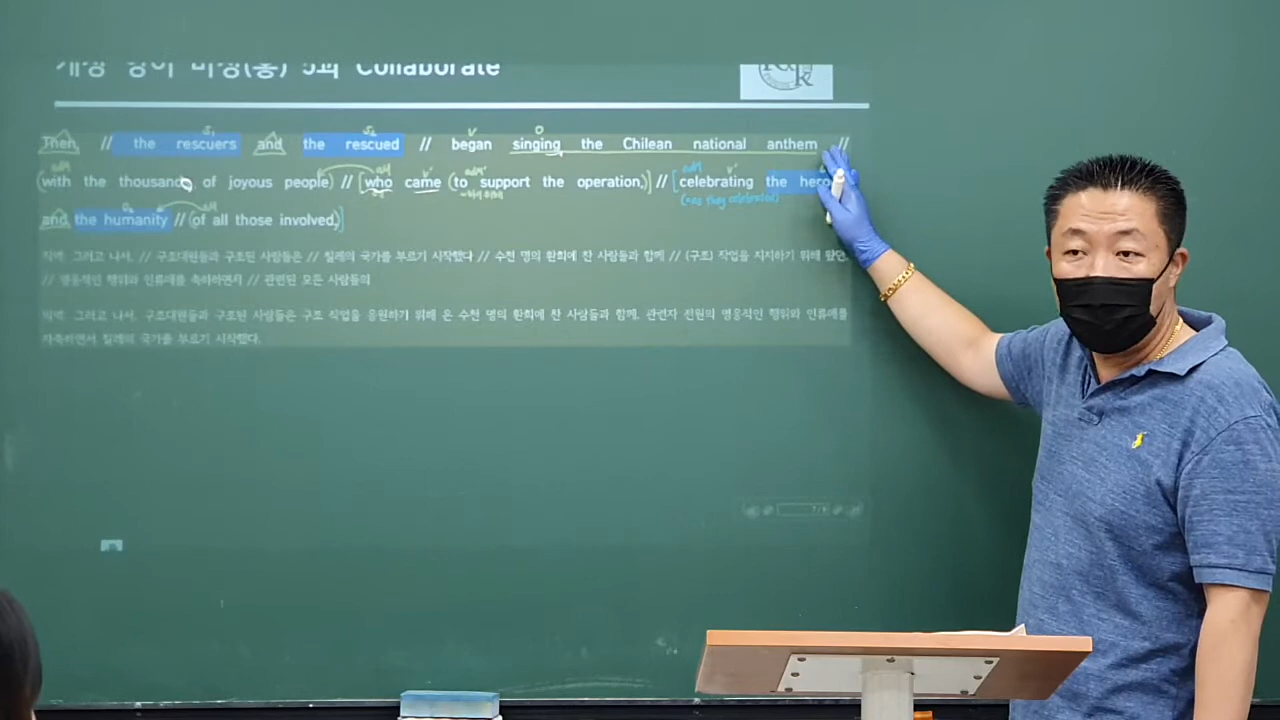 Collaborate
Then, // the rescuers and the rescued // began singing the Chilean national anthem //
(with the thousands of joyous people) // [who came (to support the operation,)] // [celebrating the hero
and the humanity // (of all those involved.)]
직역. 그러고 나서, // 구조대원들과 구조된 사람들은 // 칠레의 국가를 부르기 시작했다 // 수천 명의 환희에 찬 사람들과 함께 // (구조) 작업을 지지하기 위해 왔던,
// 영웅적인 행위와 인류애를 축하하면서 // 관련된 모든 사람들의
의역. 그러고 나서, 구조대원들과 구조된 사람들은 구조 작업을 응원하기 위해 온 수천 명의 환희에 찬 사람들과 함께, 관련자 전원의 영웅적인 행위와 인류애를
자축하면서 칠레의 국가를 부르기 시작했다.